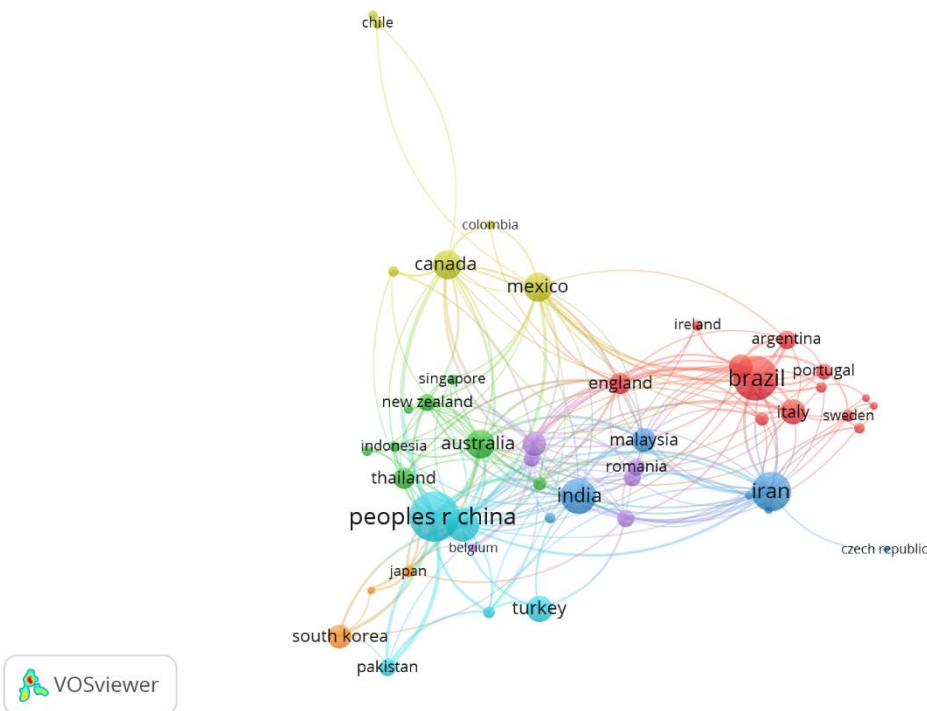 chile
colombia
canada
mexico
ireland
argentina
singapore
england
brazil
portugal
new zealand
italy
sweden
indonesia
australia
malaysia
thailand
romania
india
iran
peoples r china
belgium
czech republic
japan
turkey
south korea
pakistan
VOSviewer